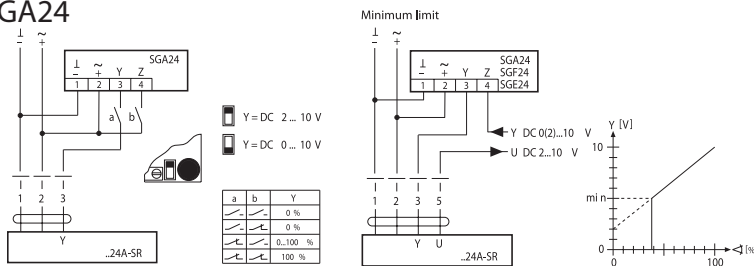 GA24
⊥ ~
- +
SGA24
⊥ ~ Y Z
- +
1 2 3 4
a b
Y = DC 2 ... 10 V
Y = DC 0 ... 10 V
1 2 3
Y
..24A-SR
a b Y
0 %
0 %
0...100 %
100 %
Minimum limit
⊥ ~
- +
SGA24
SGF24
SGE24
⊥ ~ Y Z
- +
1 2 3 4
Y DC 0(2)...10 V
U DC 2...10 V
1 2 3 5
Y U
..24A-SR
Y [V]
10
min
0
0 100
[%